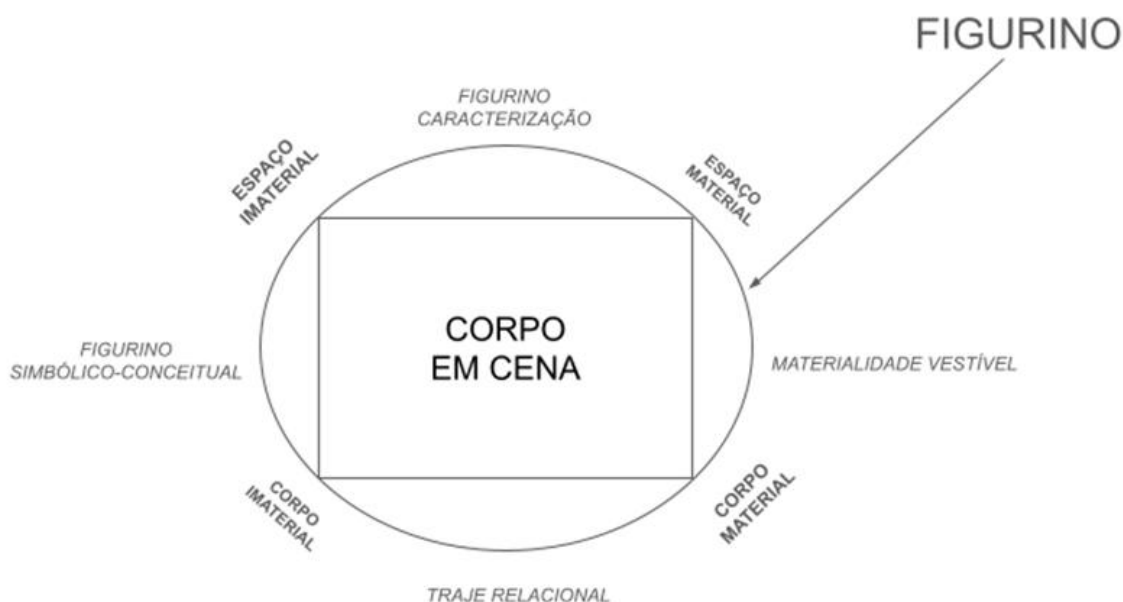 FIGURINO
FIGURINO
CARACTERIZAÇÃO
ESPAÇO
IMATERIAL
ESPAÇO
MATERIAL
CORPO
EM CENA
FIGURINO
SIMBÓLICO-CONCEITUAL
MATERIALIDADE VESTÍVEL
CORPO
IMATERIAL
CORPO
MATERIAL
TRAJE RELACIONAL